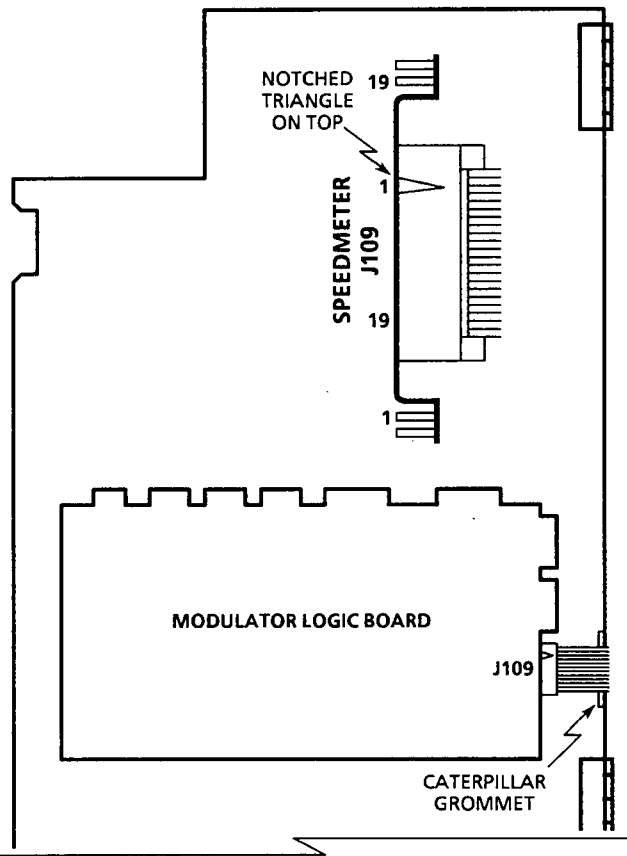 19
NOTCHED
TRIANGLE
ON TOP
1
SPEEDMETER
J109
19
1
MODULATOR LOGIC BOARD
J109
CATERPILLAR
GROMMET